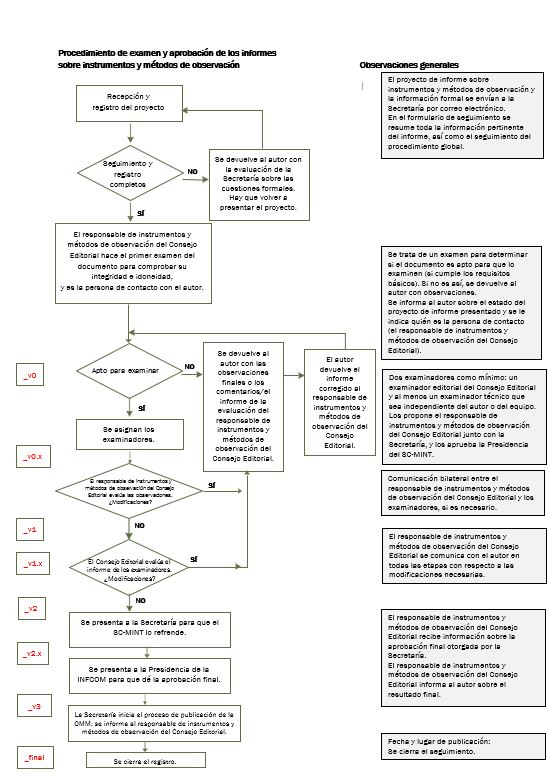 Procedimiento de examen y aprobación de los informes
sobre instrumentos y métodos de observación
Observaciones generales
Recepción y
registro del proyecto
El proyecto de informe sobre
instrumentos y métodos de observación y
la información formal se envían a la
Secretaría por correo electrónico.
En el formulario de seguimiento se
resume toda la información pertinente
del informe, así como el seguimiento del
procedimiento global.
Seguimiento y
registro
completos
NO
Se devuelve al autor con
la evaluación de la
Secretaría sobre las
cuestiones formales.
Hay que volver a
presentar el proyecto.
SÍ
El responsable de instrumentos y
métodos de observación del Consejo
Editorial hace el primer examen del
documento para comprobar su
integridad e idoneidad,
y es la persona de contacto con el autor.
Se trata de un examen para determinar
si el documento es apto para que lo
examinen (si cumple los requisitos
básicos). Si no es así, se devuelve al
autor con observaciones.
Se informa al autor sobre el estado del
proyecto de informe presentado y se le
indica quién es la persona de contacto
(el responsable de instrumentos y
métodos de observación del Consejo
Editorial).
_v0
Apto para examinar
NO
Se devuelve al
autor con las
observaciones
finales o los
comentarios/el
informe de la
evaluación del
responsable de
instrumentos y
métodos de
observación del
Consejo Editorial.
El autor
devuelve el
informe
corregido al
responsable de
instrumentos y
métodos de
observación del
Consejo
Editorial.
Dos examinadores como mínimo: un
examinador editorial del Consejo Editorial
y al menos un examinador técnico que
sea independiente del autor o del equipo.
Los propone el responsable de
instrumentos y métodos de observación
del Consejo Editorial junto con la
Secretaría, y los aprueba la Presidencia
del SC-MINT.
SÍ
Se asignan los
examinadores.
_v0.x
El responsable de instrumentos y
métodos de observación del Consejo
Editorial evalúa las observaciones.
¿Modificaciones?
SÍ
Comunicación bilateral entre el
responsable de instrumentos y métodos
de observación del Consejo Editorial y los
examinadores, si es necesario.
_v1
NO
_v1.x
El Consejo Editorial evalúa el
informe de los examinadores.
¿Modificaciones?
SÍ
El responsable de instrumentos y
métodos de observación del Consejo
Editorial se comunica con el autor en
todas las etapas con respecto a las
modificaciones necesarias.
_v2
NO
Se presenta a la Secretaría para que el
SC-MINT lo refrende.
El responsable de instrumentos y
métodos de observación del Consejo
Editorial recibe información sobre la
aprobación final otorgada por la
Secretaría.
El responsable de instrumentos y
métodos de observación del Consejo
Editorial informa al autor sobre el
resultado final.
_v2.x
Se presenta a la Presidencia de la
INFCOM para que dé la aprobación final.
_v3
La Secretaría inicia el proceso de publicación de la
OMM; se informa al responsable de instrumentos y
métodos de observación del Consejo Editorial.
Fecha y lugar de publicación:
Se cierra el seguimiento.
_final
Se cierra el registro.